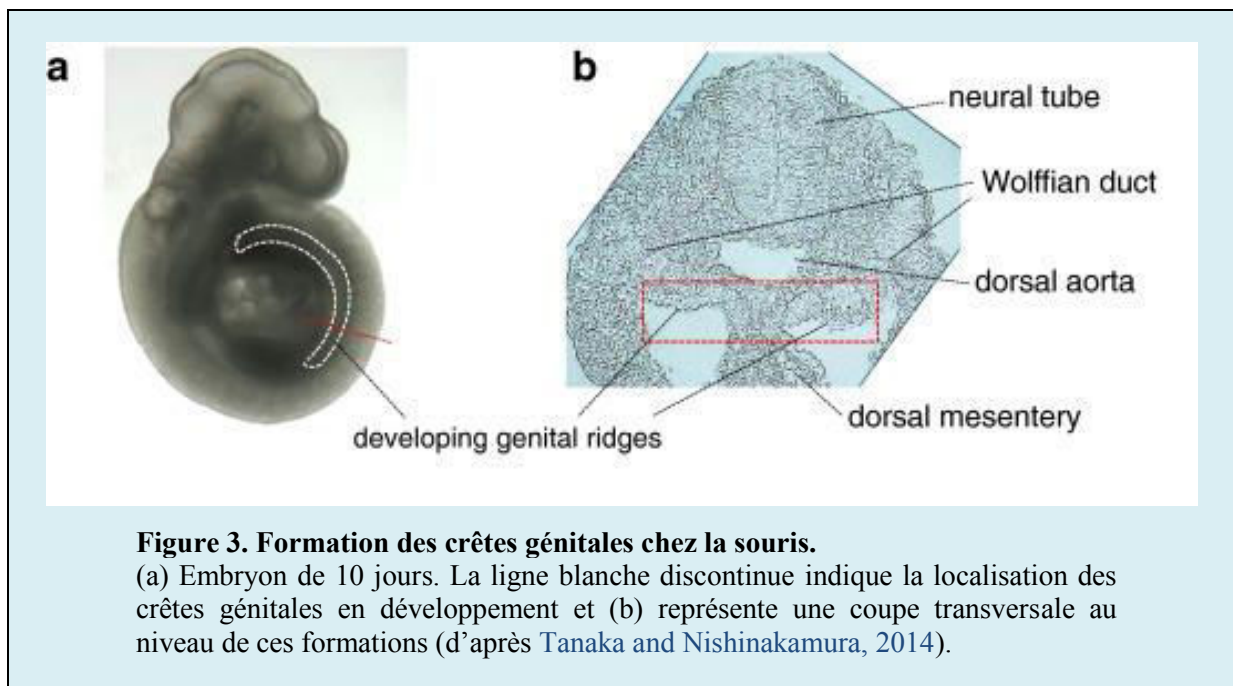 a
b
neural tube
Wolffian duct
dorsal aorta
dorsal mesentery
developing genital ridges
Figure 3. Formation des crêtes génitales chez la souris.
(a) Embryon de 10 jours. La ligne blanche discontinue indique la localisation des
crêtes génitales en développement et (b) représente une coupe transversale au
niveau de ces formations (d’après Tanaka and Nishinakamura, 2014).